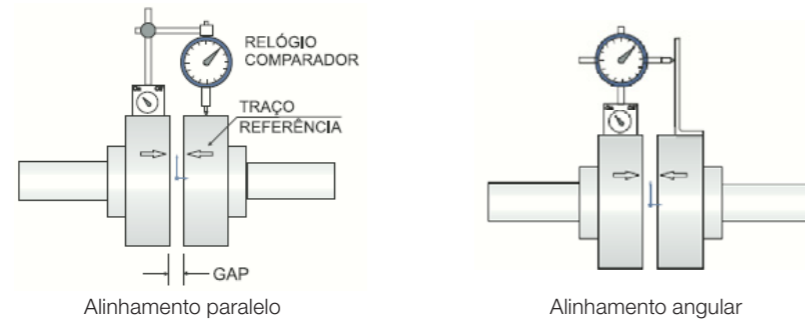 RELÓGIO
COMPARADOR
TRAÇO
REFERÊNCIA
GAP
Alinhamento paralelo
Alinhamento angular